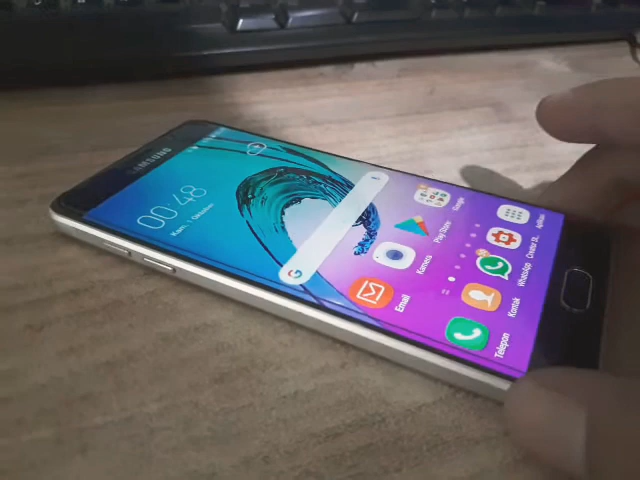 SAMSUNG
00:48
Kam, 1 Oktober
Email
Kamera
Play Store
Google
Telepon
Kontak
WhatsApp
Aplikasi